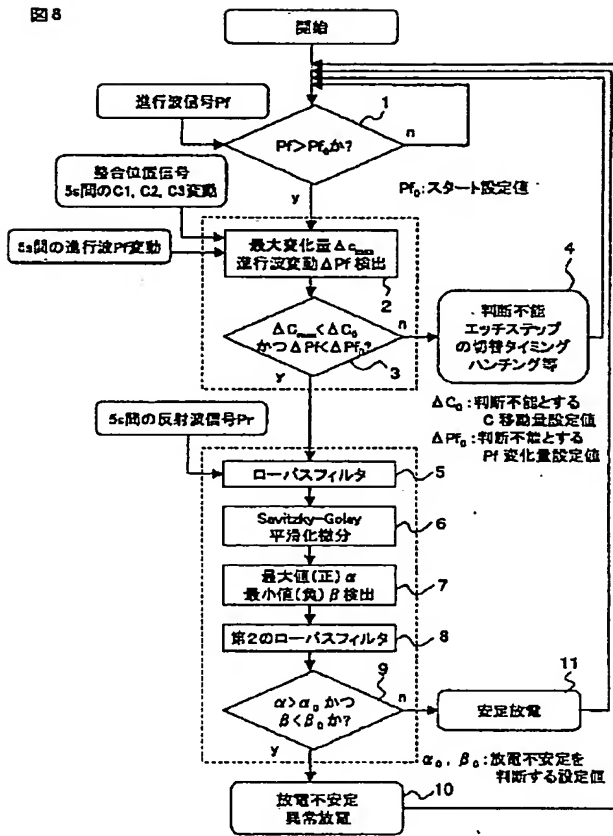 図8
開始
進行波信号Pf
1
Pf>Pf₀か?
n
y
Pf₀:スタート設定値
整合位置信号
5s間のC1, C2, C3変動
5s間の進行波Pf変動
最大変化量ΔCmax
進行波変動ΔPf検出
2
ΔCmax<ΔC₀
かつΔPf<ΔPf₀?
n
3
y
4
判断不能
エッチステップ
の切替タイミング
ハンチング等
ΔC₀:判断不能とする
C移動量設定値
ΔPf₀:判断不能とする
Pf変化量設定値
5s間の反射波信号Pr
ローパスフィルタ
5
Savitzky-Golay
平滑化微分
6
最大値(正)α
最小値(負)β検出
7
第2のローパスフィルタ
8
9
α>α₀かつ
β<β₀か?
n
y
11
安定放電
α₀, β₀:放電不安定を
判断する設定値
放電不安定
異常放電
10